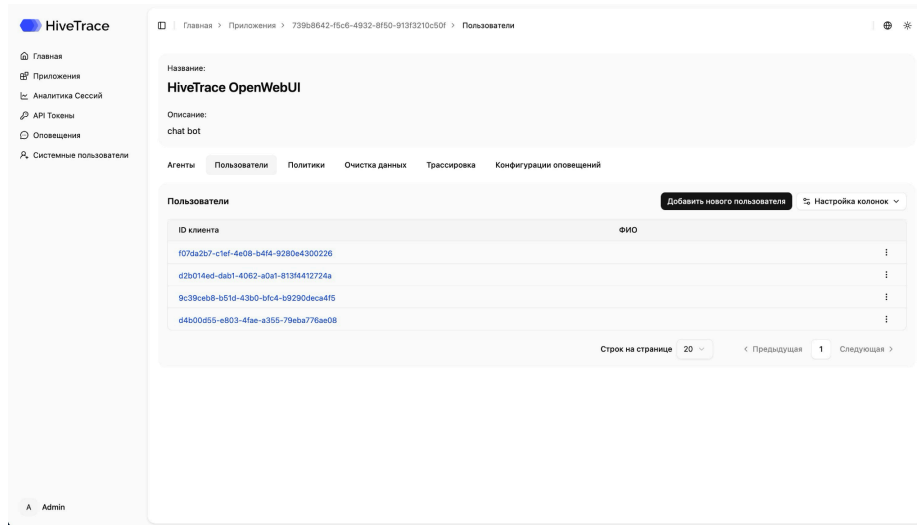 HiveTrace
Главная > Приложения > 739b8642-f5c6-4932-8f50-913f3210c50f > Пользователи
Главная
Приложения
Аналитика Сессий
API Токены
Оповещения
Системные пользователи
Название:
HiveTrace OpenWebUI
Описание:
chat bot
Агенты Пользователи Политики Очистка данных Трассировка Конфигурации оповещений
Пользователи Добавить нового пользователя Настройка колонок
ID клиента ФИО
f07da2b7-c1ef-4e08-b4f4-9280e4300226
d2b014ed-dab1-4062-a0a1-813f4412724a
9c39ceb8-b51d-43b0-bfc4-b9290deca4f5
d4b00d55-e803-4fae-a355-79eba776ae08
Строк на странице 20 < Предыдущая 1 Следующая >
A Admin